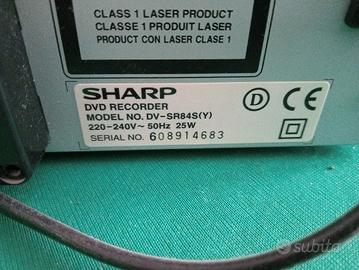 CLASS 1 LASER PRODUCT
CLASSE 1 PRODUIT LASER
PRODUCT CON LASER CLASE 1
SHARP
DVD RECORDER
MODEL NO. DV-SR84S(Y)
220-240V~ 50Hz 25W
SERIAL NO. 608914683
D
CE
subito